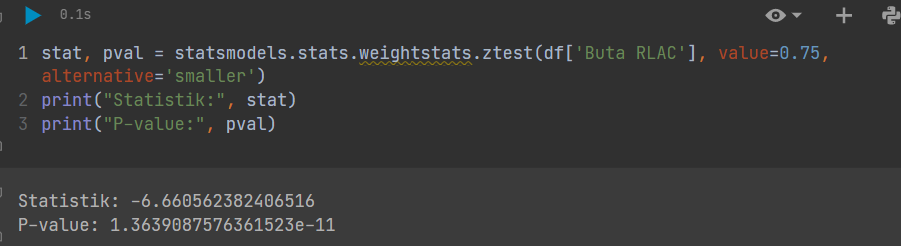 0.1s
1 stat, pval = statsmodels.stats.weightstats.ztest(df['Buta RLAC'], value=0.75,
alternative='smaller')
2 print("Statistik:", stat)
3 print("P-value:", pval)
Statistik: -6.660562382406516
P-value: 1.3639087576361523e-11